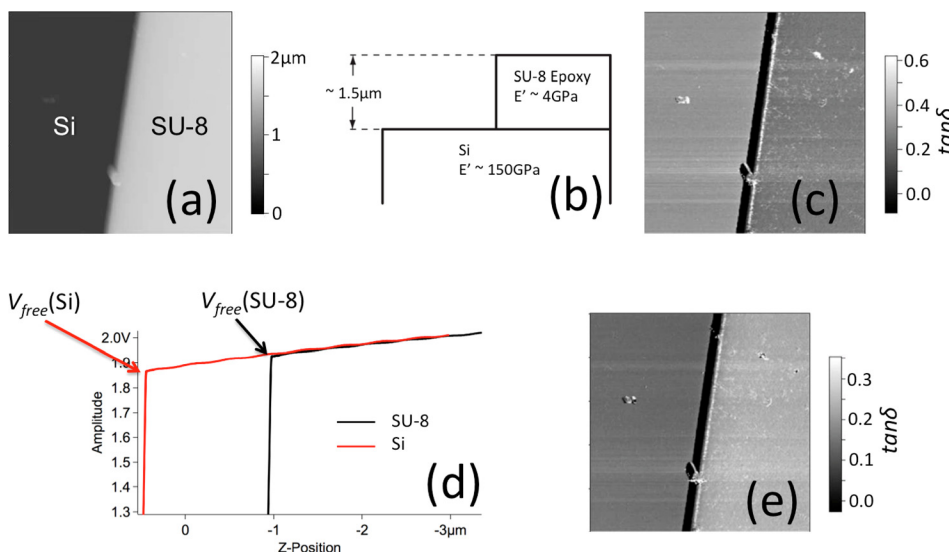 Si
SU-8
(a)
2μm
1
0
~ 1.5μm
SU-8 Epoxy
E' ~ 4GPa
Si
E' ~ 150GPa
(b)
(c)
0.6
0.4
0.2
0.0
tanδ
V_free(Si)
V_free(SU-8)
2.0V
1.9
1.8
1.7
1.6
1.5
1.4
1.3
Amplitude
SU-8
Si
(d)
0
-1
-2
-3μm
Z-Position
(e)
0.3
0.2
0.1
0.0
tanδ